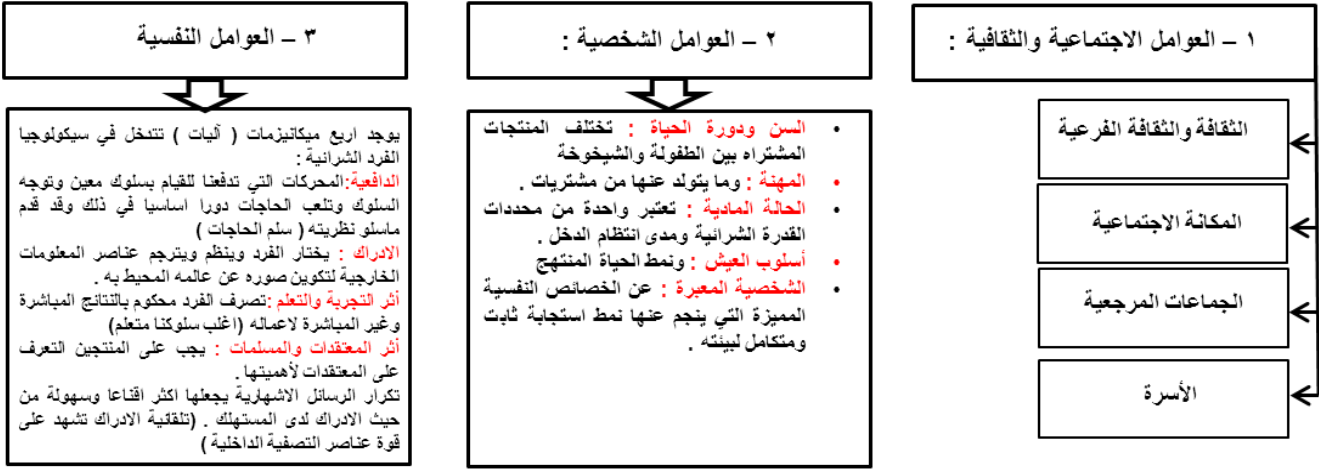 ١ – العوامل الاجتماعية والثقافية :
الثقافة والثقافة الفرعية
المكانة الاجتماعية
الجماعات المرجعية
الأسرة
٢ – العوامل الشخصية :
• السن ودورة الحياة : تختلف المنتجات
المشتراه بين الطفولة والشيخوخة
• المهنة : وما يتولد عنها من مشتريات .
• الحالة المادية : تعتبر واحدة من محددات
القدرة الشرائية ومدى انتظام الدخل .
• أسلوب العيش : ونمط الحياة المنتهج
• الشخصية المعبرة : عن الخصائص النفسية
المميزة التي ينجم عنها نمط استجابة ثابت
ومتكامل لبيئته .
٣ – العوامل النفسية
يوجد اربع ميكانيزمات ( آليات ) تتدخل في سيكولوجيا
الفرد الشرائية :
الدافعية:المحركات التي تدفعنا للقيام بسلوك معين وتوجه
السلوك وتلعب الحاجات دورا اساسيا في ذلك وقد قدم
ماسلو نظريته ( سلم الحاجات )
الادراك : يختار الفرد وينظم ويترجم عناصر المعلومات
الخارجية لتكوين صوره عن عالمه المحيط به .
أثر التجربة والتعلم :تصرف الفرد محكوم بالنتائج المباشرة
وغير المباشرة لاعماله (اغلب سلوكنا متعلم)
أثر المعتقدات والمسلمات : يجب على المنتجين التعرف
على المعتقدات لأهميتها .
تكرار الرسائل الاشهارية يجعلها اكثر اقناعا وسهولة من
حيث الادراك لدى المستهلك . (تلقائية الادراك تشهد على
قوة عناصر التصفية الداخلية )